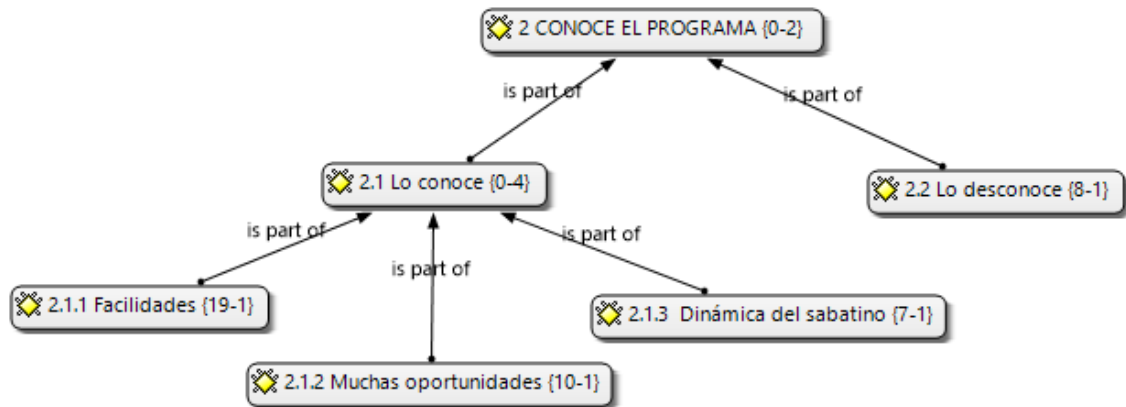 2 CONOCE EL PROGRAMA {0-2}
is part of
is part of
2.1 Lo conoce {0-4}
2.2 Lo desconoce {8-1}
is part of
is part of
is part of
2.1.1 Facilidades {19-1}
2.1.3 Dinámica del sabatino {7-1}
2.1.2 Muchas oportunidades {10-1}